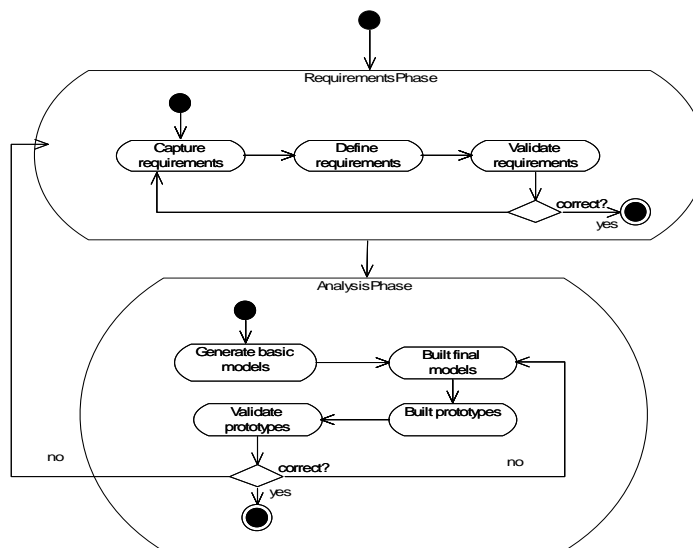 RequirementsPhase
Capture
requirements
Define
requirements
Validate
requirements
correct?
yes
AnalysisPhase
Generate basic
models
Built final
models
Validate
prototypes
Built prototypes
no
correct?
no
yes